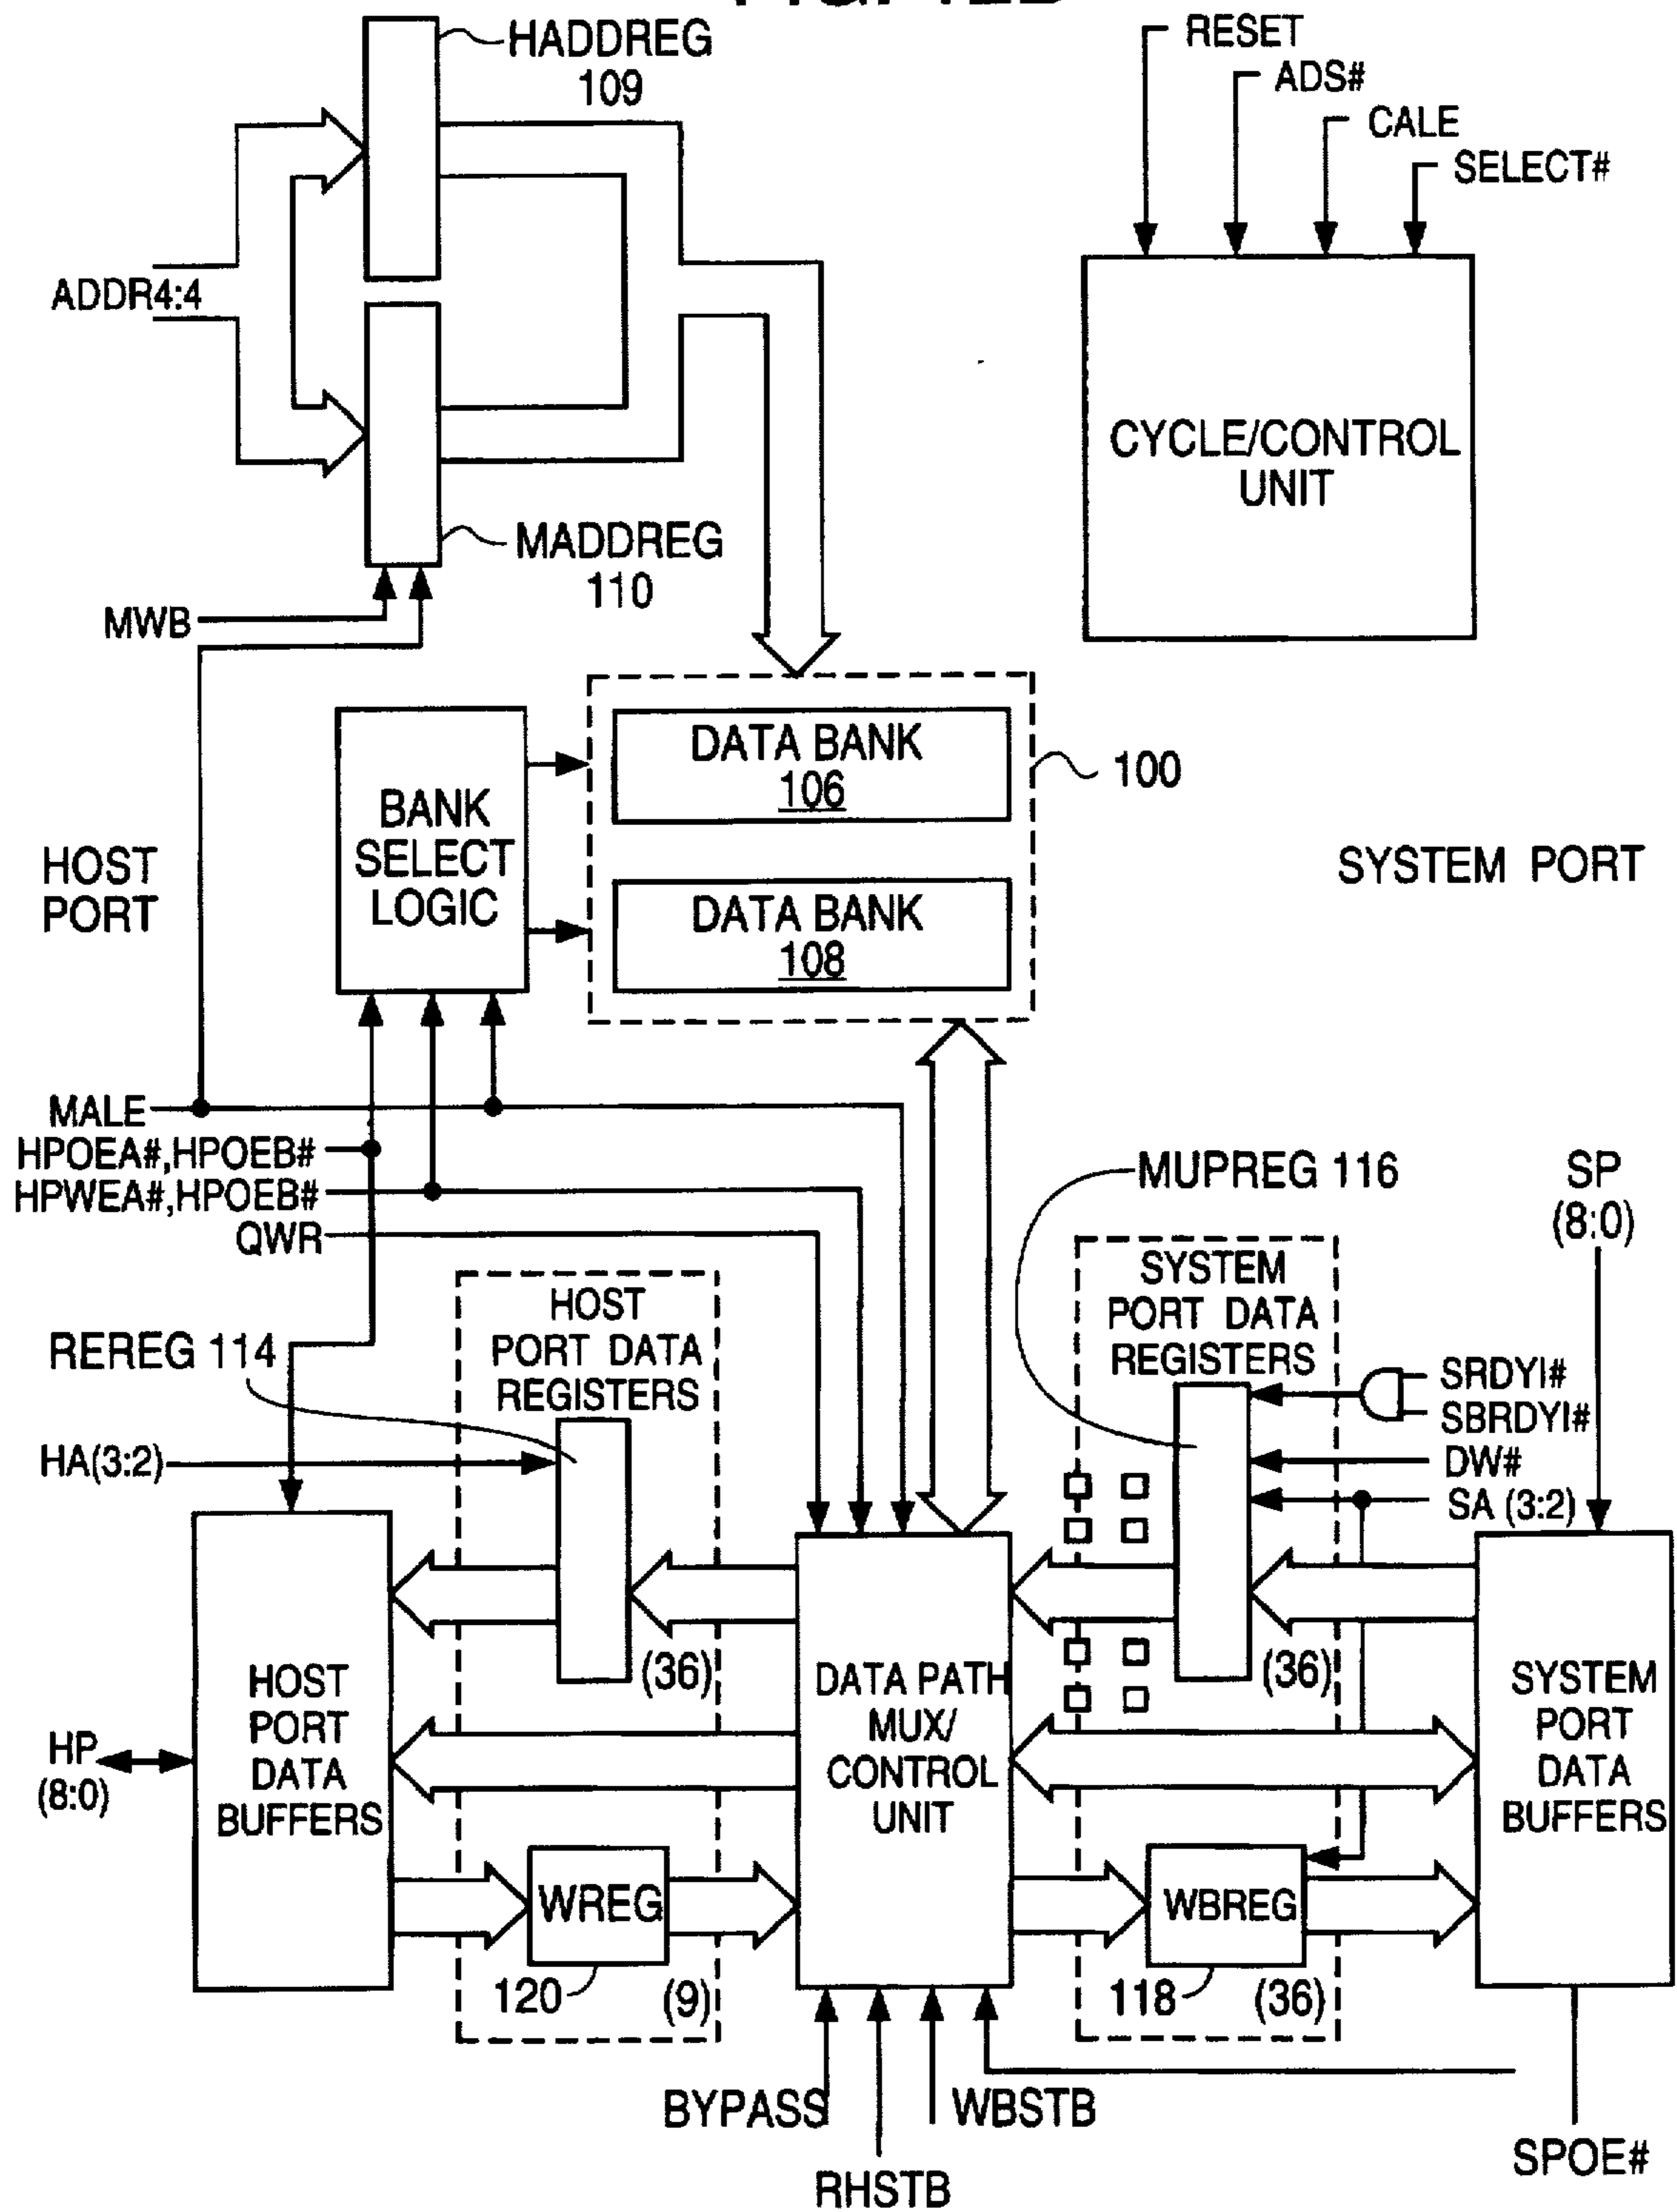 HADDREG
109
RESET
ADS#
CALE
SELECT#
ADDR4:4
CYCLE/CONTROL
UNIT
MADDREG
110
MWB
DATA BANK
106
100
BANK
SELECT
LOGIC
HOST
PORT
SYSTEM PORT
DATA BANK
108
MALE
HPOEA#,HPOEB#
HPWEA#,HPOEB#
QWR
MUPREG 116
SP
(8:0)
SYSTEM
PORT DATA
REGISTERS
HOST
PORT DATA
REGISTERS
REREG 114
SRDYI#
SBRDYI#
HA(3:2)
DW#
SA (3:2)
(36)
(36)
HOST
PORT
DATA
BUFFERS
DATA PATH
MUX/
CONTROL
UNIT
SYSTEM
PORT
DATA
BUFFERS
HP
(8:0)
WREG
WBREG
120
(9)
118
(36)
BYPASS
WBSTB
RHSTB
SPOE#